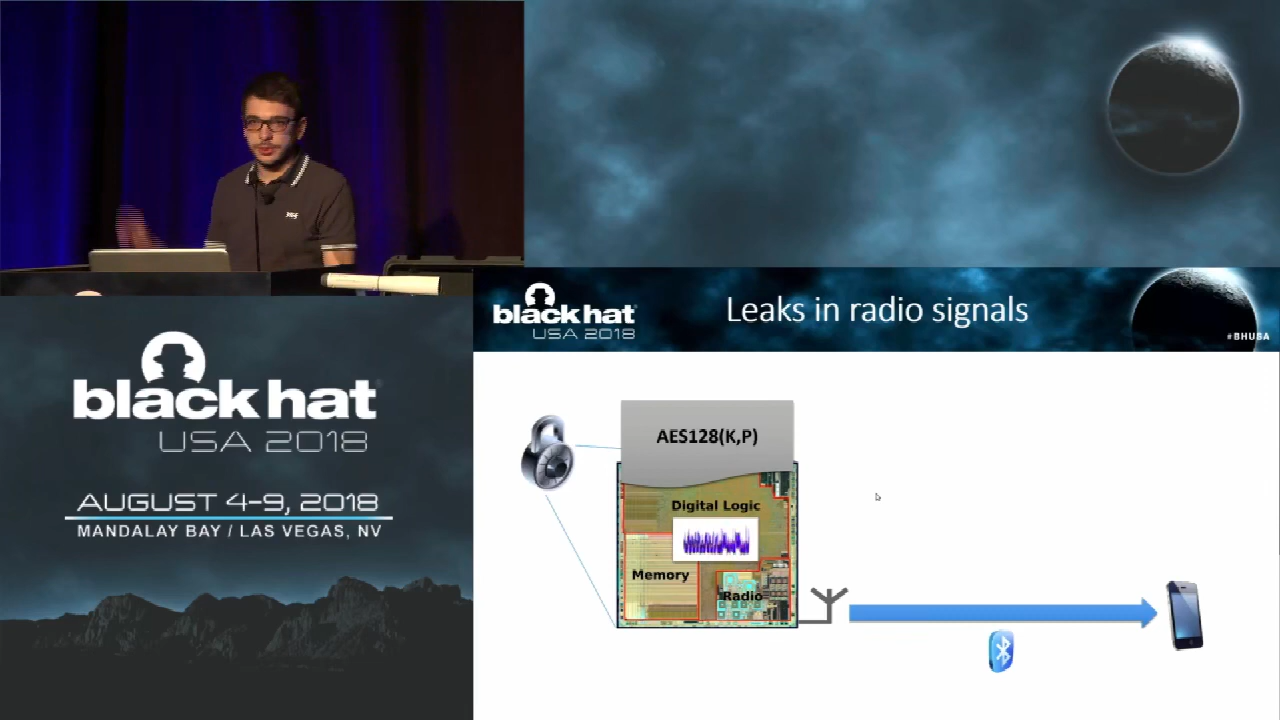 black hat
USA 2018
AUGUST 4-9, 2018
MANDALAY BAY / LAS VEGAS, NV
black hat
USA 2018
Leaks in radio signals
#BHUSA
AES128(K,P)
Digital Logic
Memory
Radio